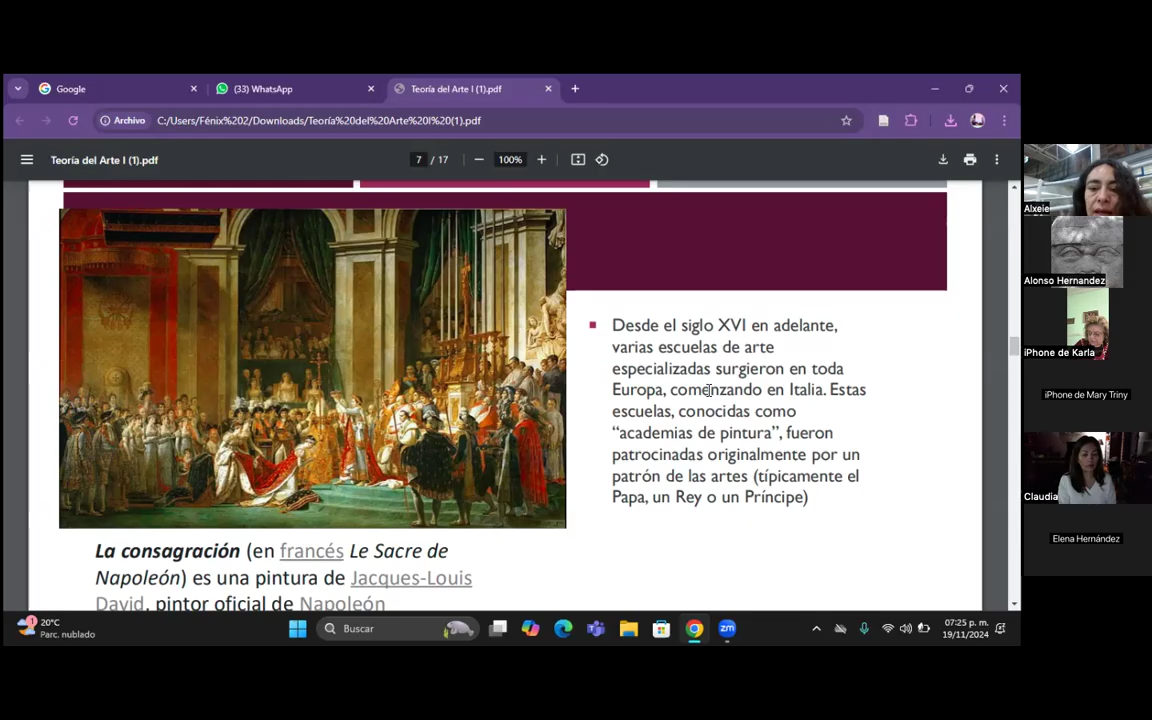 Google
(33) WhatsApp
Teoría del Arte I (1).pdf
Archivo
C:/Users/Fénix%202/Downloads/Teoría%20del%20Arte%20I%20(1).pdf
Teoría del Arte I (1).pdf
7 / 17
100%
Desde el siglo XVI en adelante,
varias escuelas de arte
especializadas surgieron en toda
Europa, comenzando en Italia. Estas
escuelas, conocidas como
“academias de pintura”, fueron
patrocinadas originalmente por un
patrón de las artes (típicamente el
Papa, un Rey o un Príncipe)
La consagración (en francés Le Sacre de
Napoleón) es una pintura de Jacques-Louis
David, pintor oficial de Napoleón
Alxeie
Alonso Hernandez
iPhone de Karla
iPhone de Mary Triny
Claudia
Elena Hernández
1
20°C
Parc. nublado
Buscar
zm
07:25 p. m.
19/11/2024